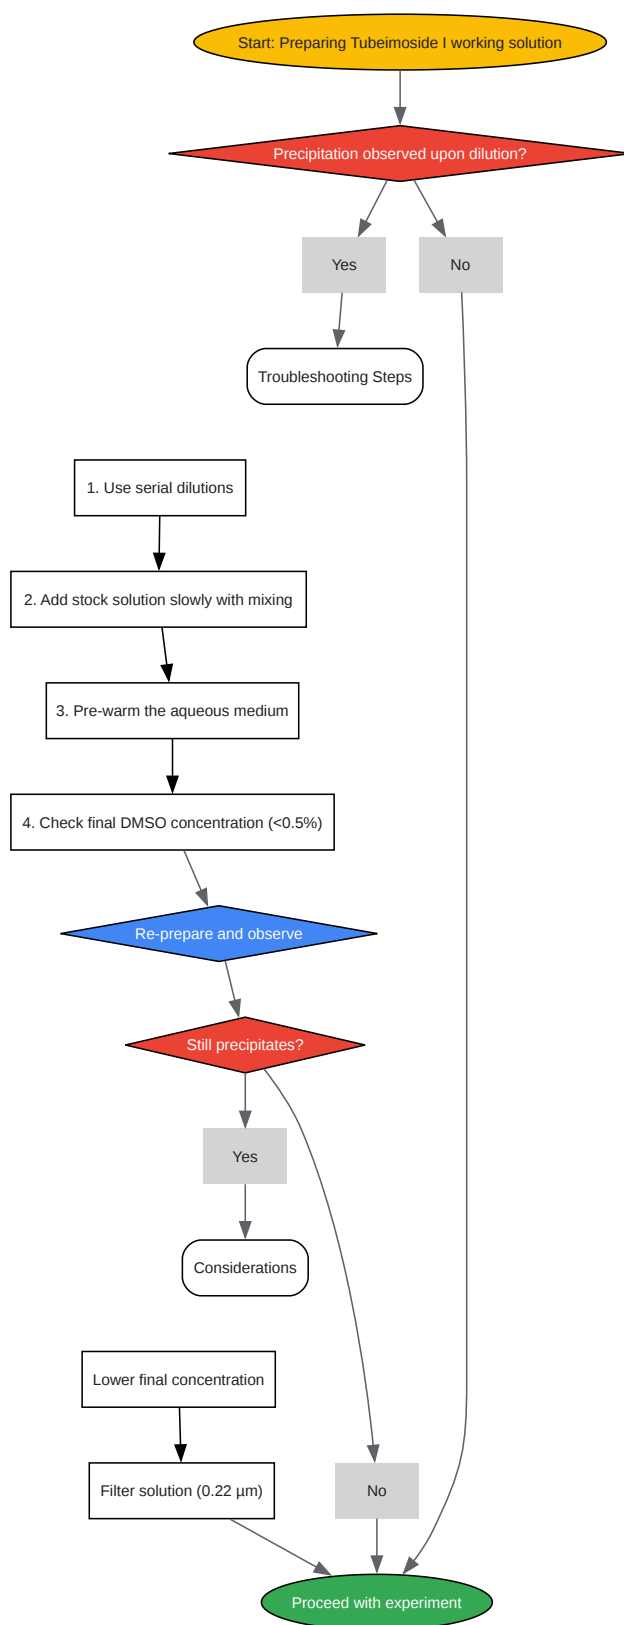 Start: Preparing Tubeimoside I working solution
Precipitation observed upon dilution?
Yes
No
Troubleshooting Steps
1. Use serial dilutions
2. Add stock solution slowly with mixing
3. Pre-warm the aqueous medium
4. Check final DMSO concentration (<0.5%)
Re-prepare and observe
Still precipitates?
Yes
Considerations
Lower final concentration
Filter solution (0.22 µm)
No
Proceed with experiment